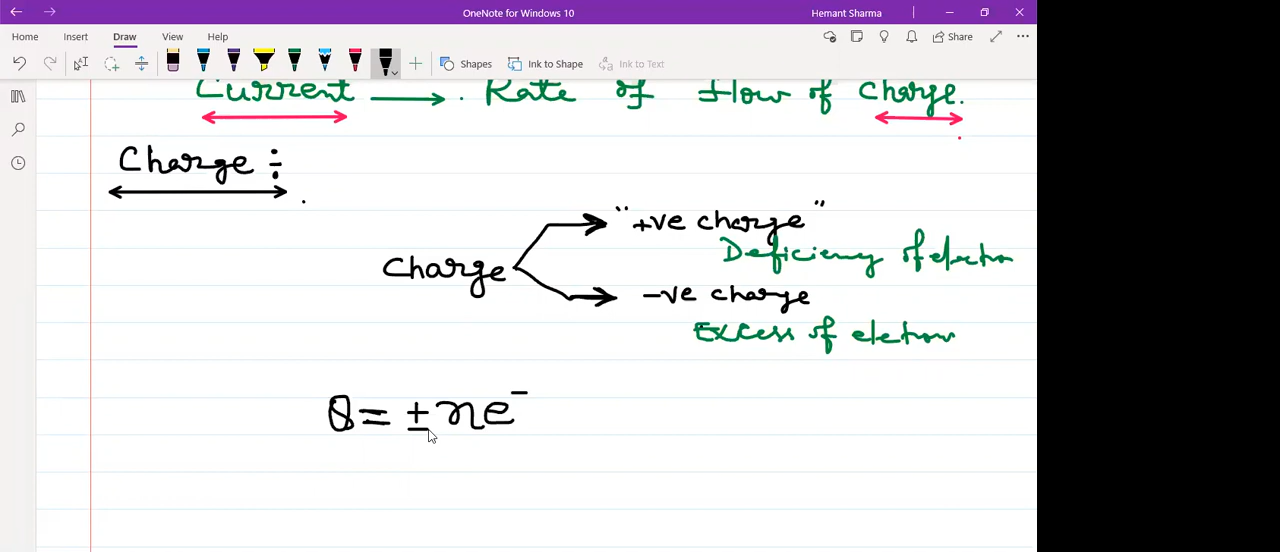 OneNote for Windows 10
Hemant Sharma
Home Insert Draw View Help
Share
Shapes Ink to Shape Ink to Text
Current → . Rate of flow of charge.
Charge ÷
"+ve charge"
Deficiency of electron
Charge
-ve charge
Excess of eletrons
Q = ± ne⁻